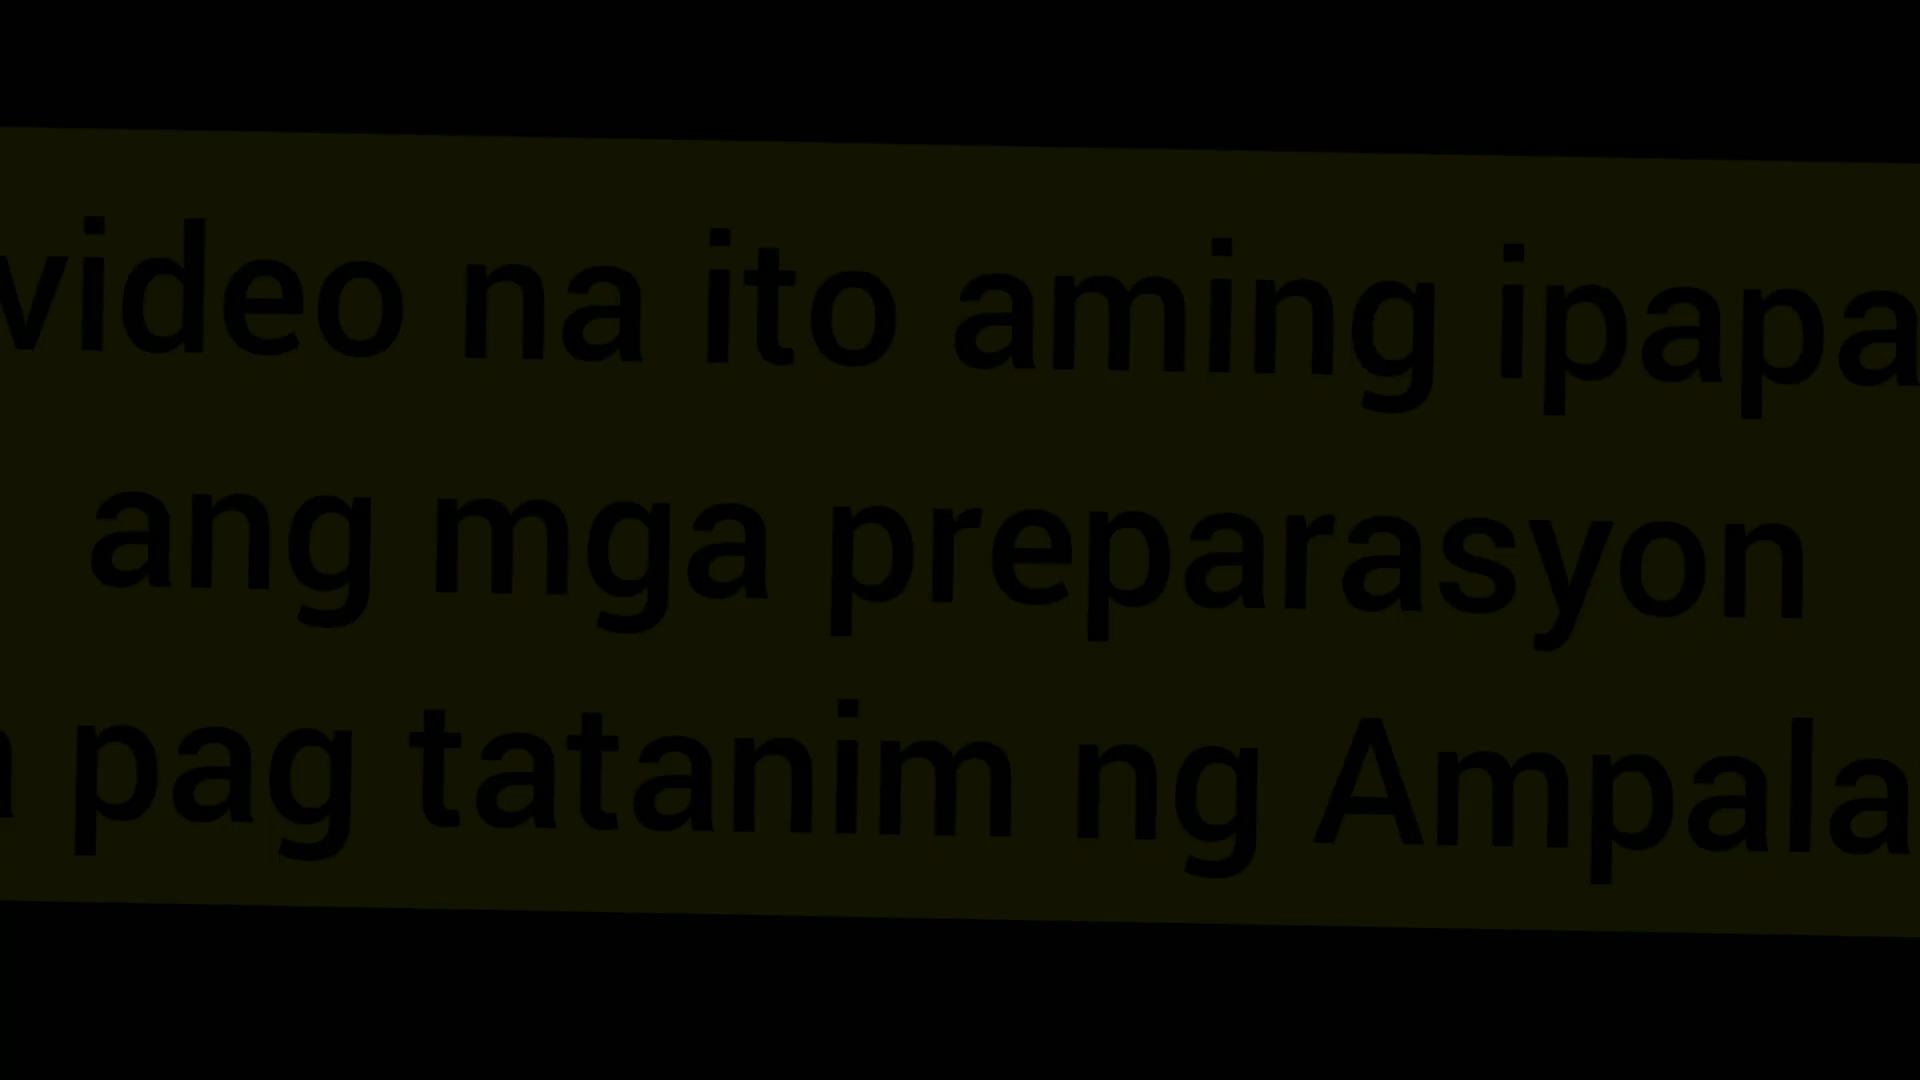 video na ito aming ipapa
ang mga preparasyon
pag tatanim ng Ampala